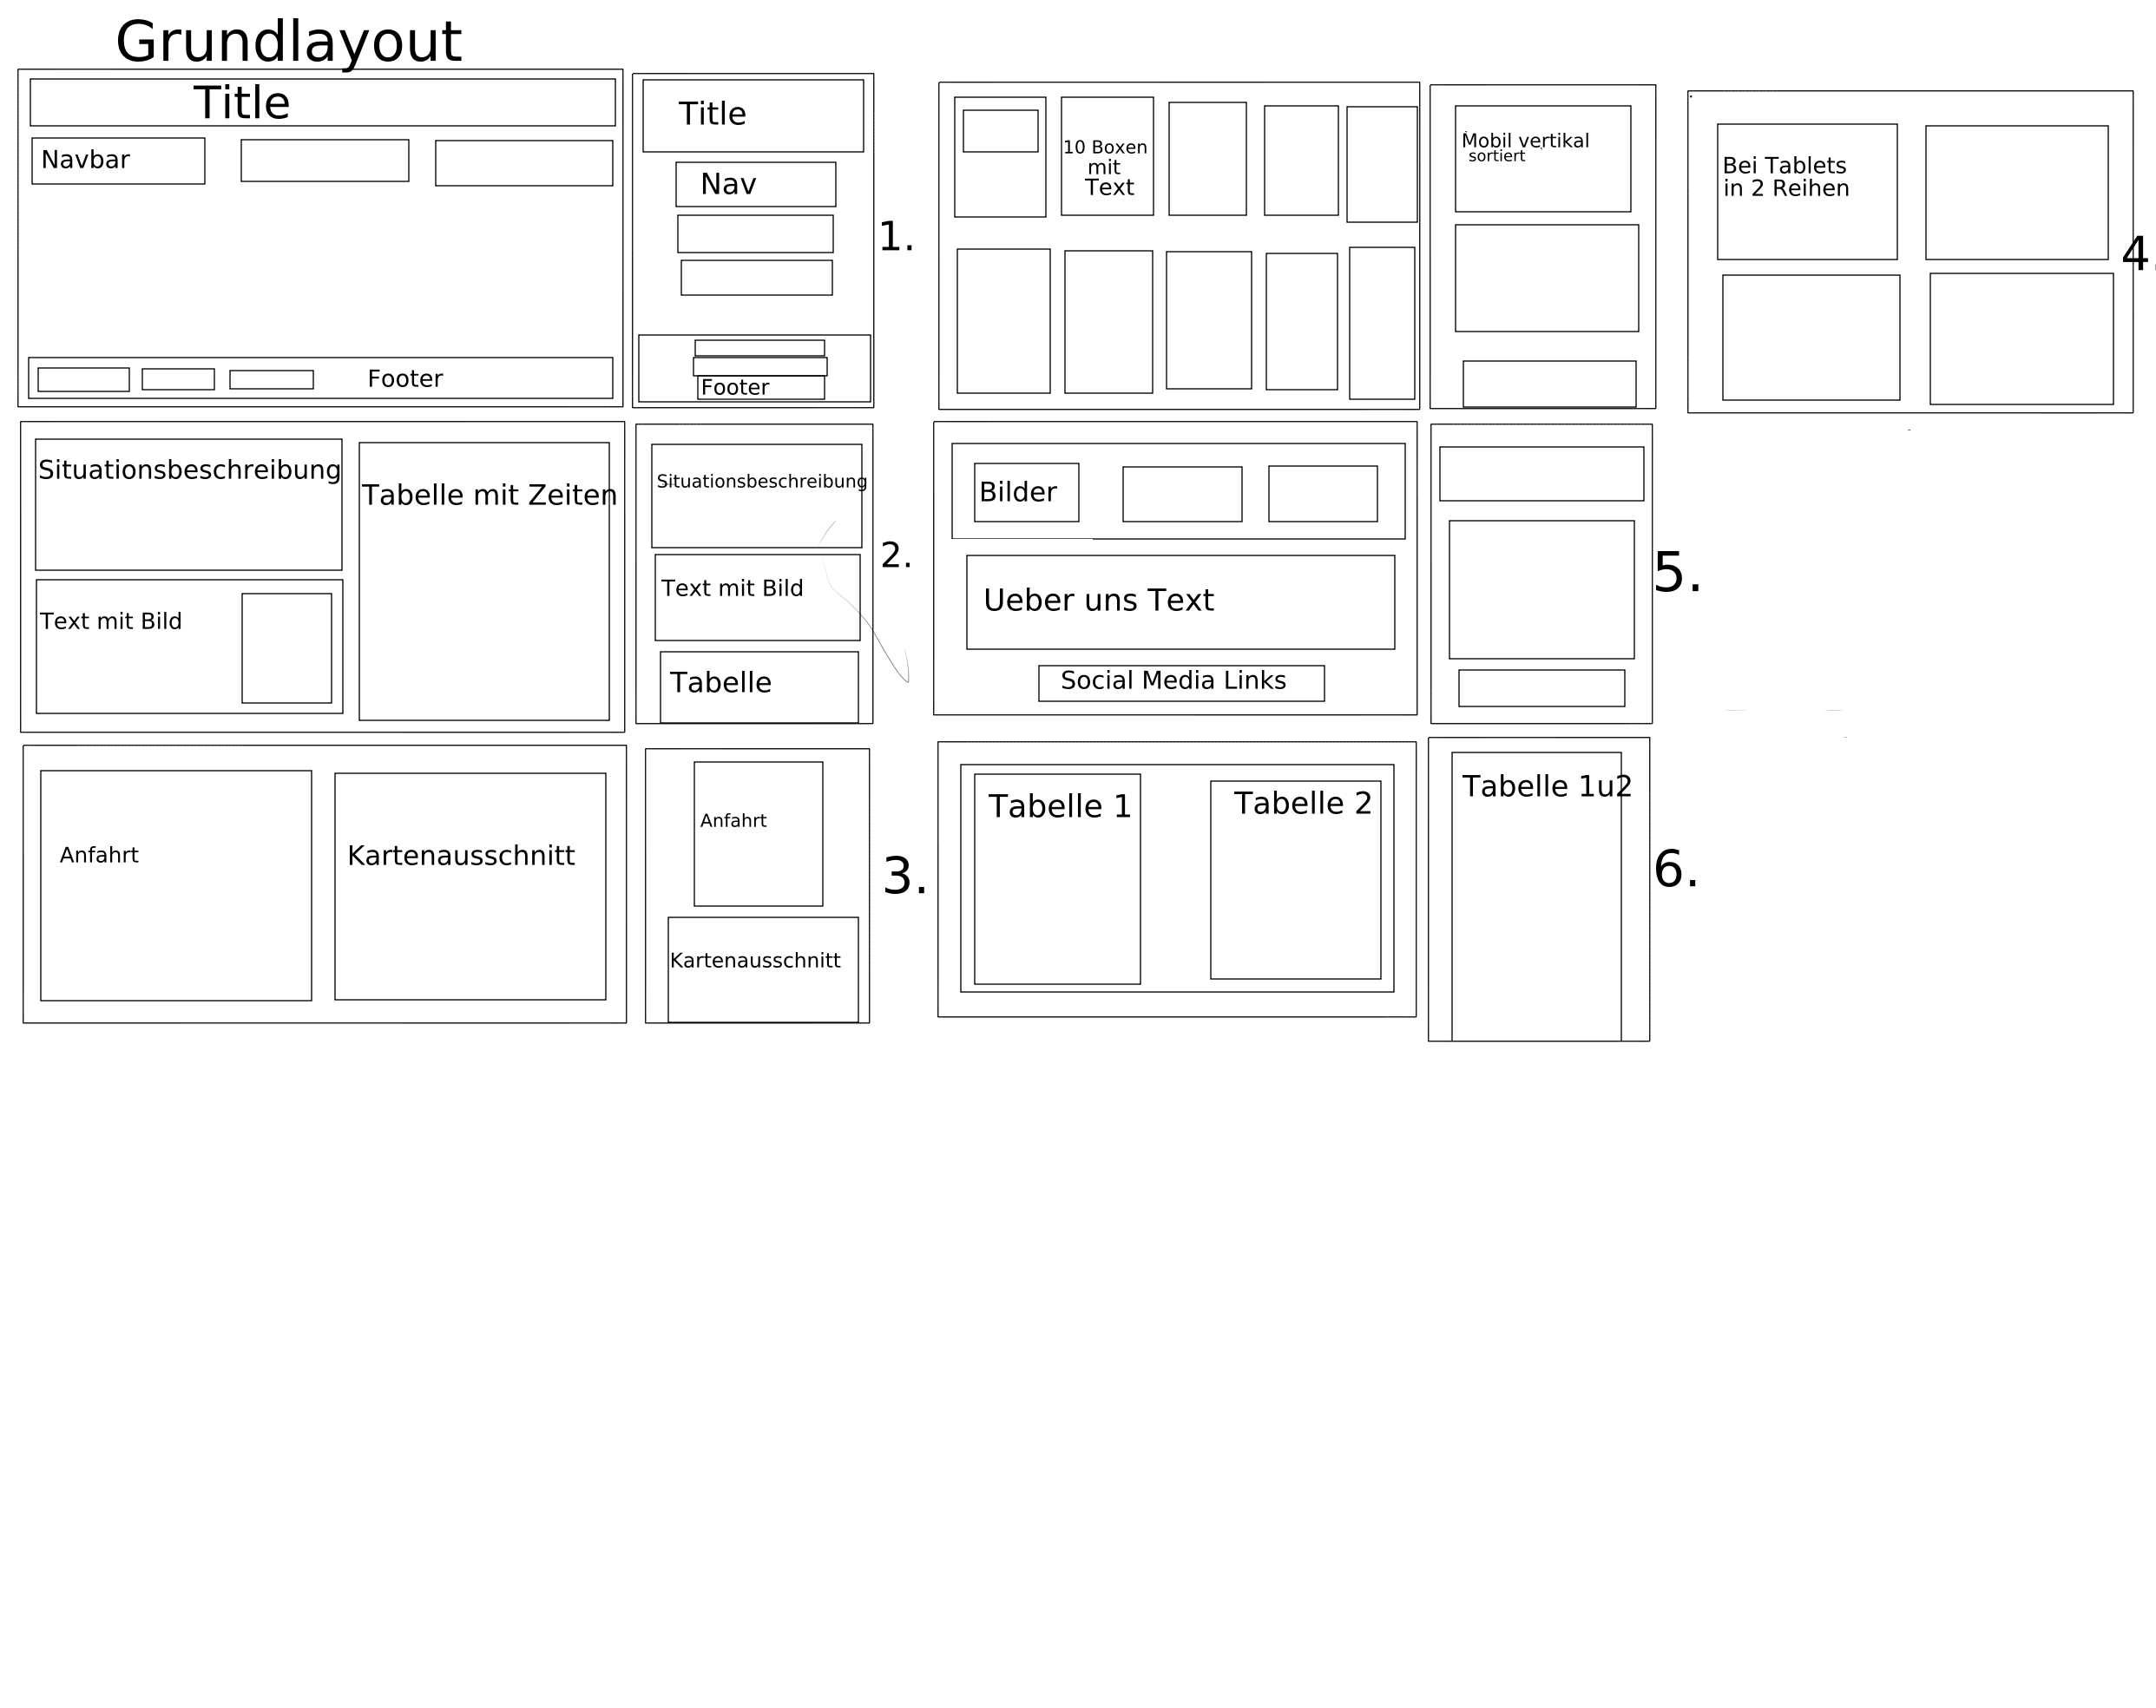 Grundlayout
Title
Navbar
Footer
Title
Nav
Footer
1.
10 Boxen
mit
Text
Mobil vertikal
sortiert
Bei Tablets
in 2 Reihen
4.
Situationsbeschreibung
Tabelle mit Zeiten
Text mit Bild
Situationsbeschreibung
Text mit Bild
Tabelle
2.
Bilder
Ueber uns Text
Social Media Links
5.
Anfahrt
Kartenausschnitt
Anfahrt
Kartenausschnitt
3.
Tabelle 1
Tabelle 2
Tabelle 1u2
6.